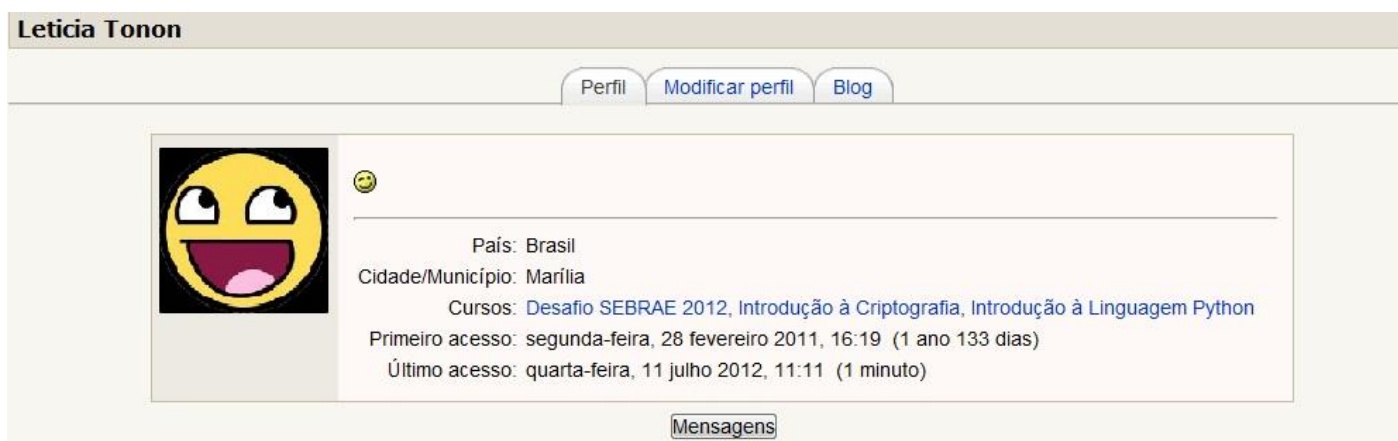 Leticia Tonon
Perfil Modificar perfil Blog
País: Brasil
Cidade/Município: Marília
Cursos: Desafio SEBRAE 2012, Introdução à Criptografia, Introdução à Linguagem Python
Primeiro acesso: segunda-feira, 28 fevereiro 2011, 16:19 (1 ano 133 dias)
Último acesso: quarta-feira, 11 julho 2012, 11:11 (1 minuto)
Mensagens